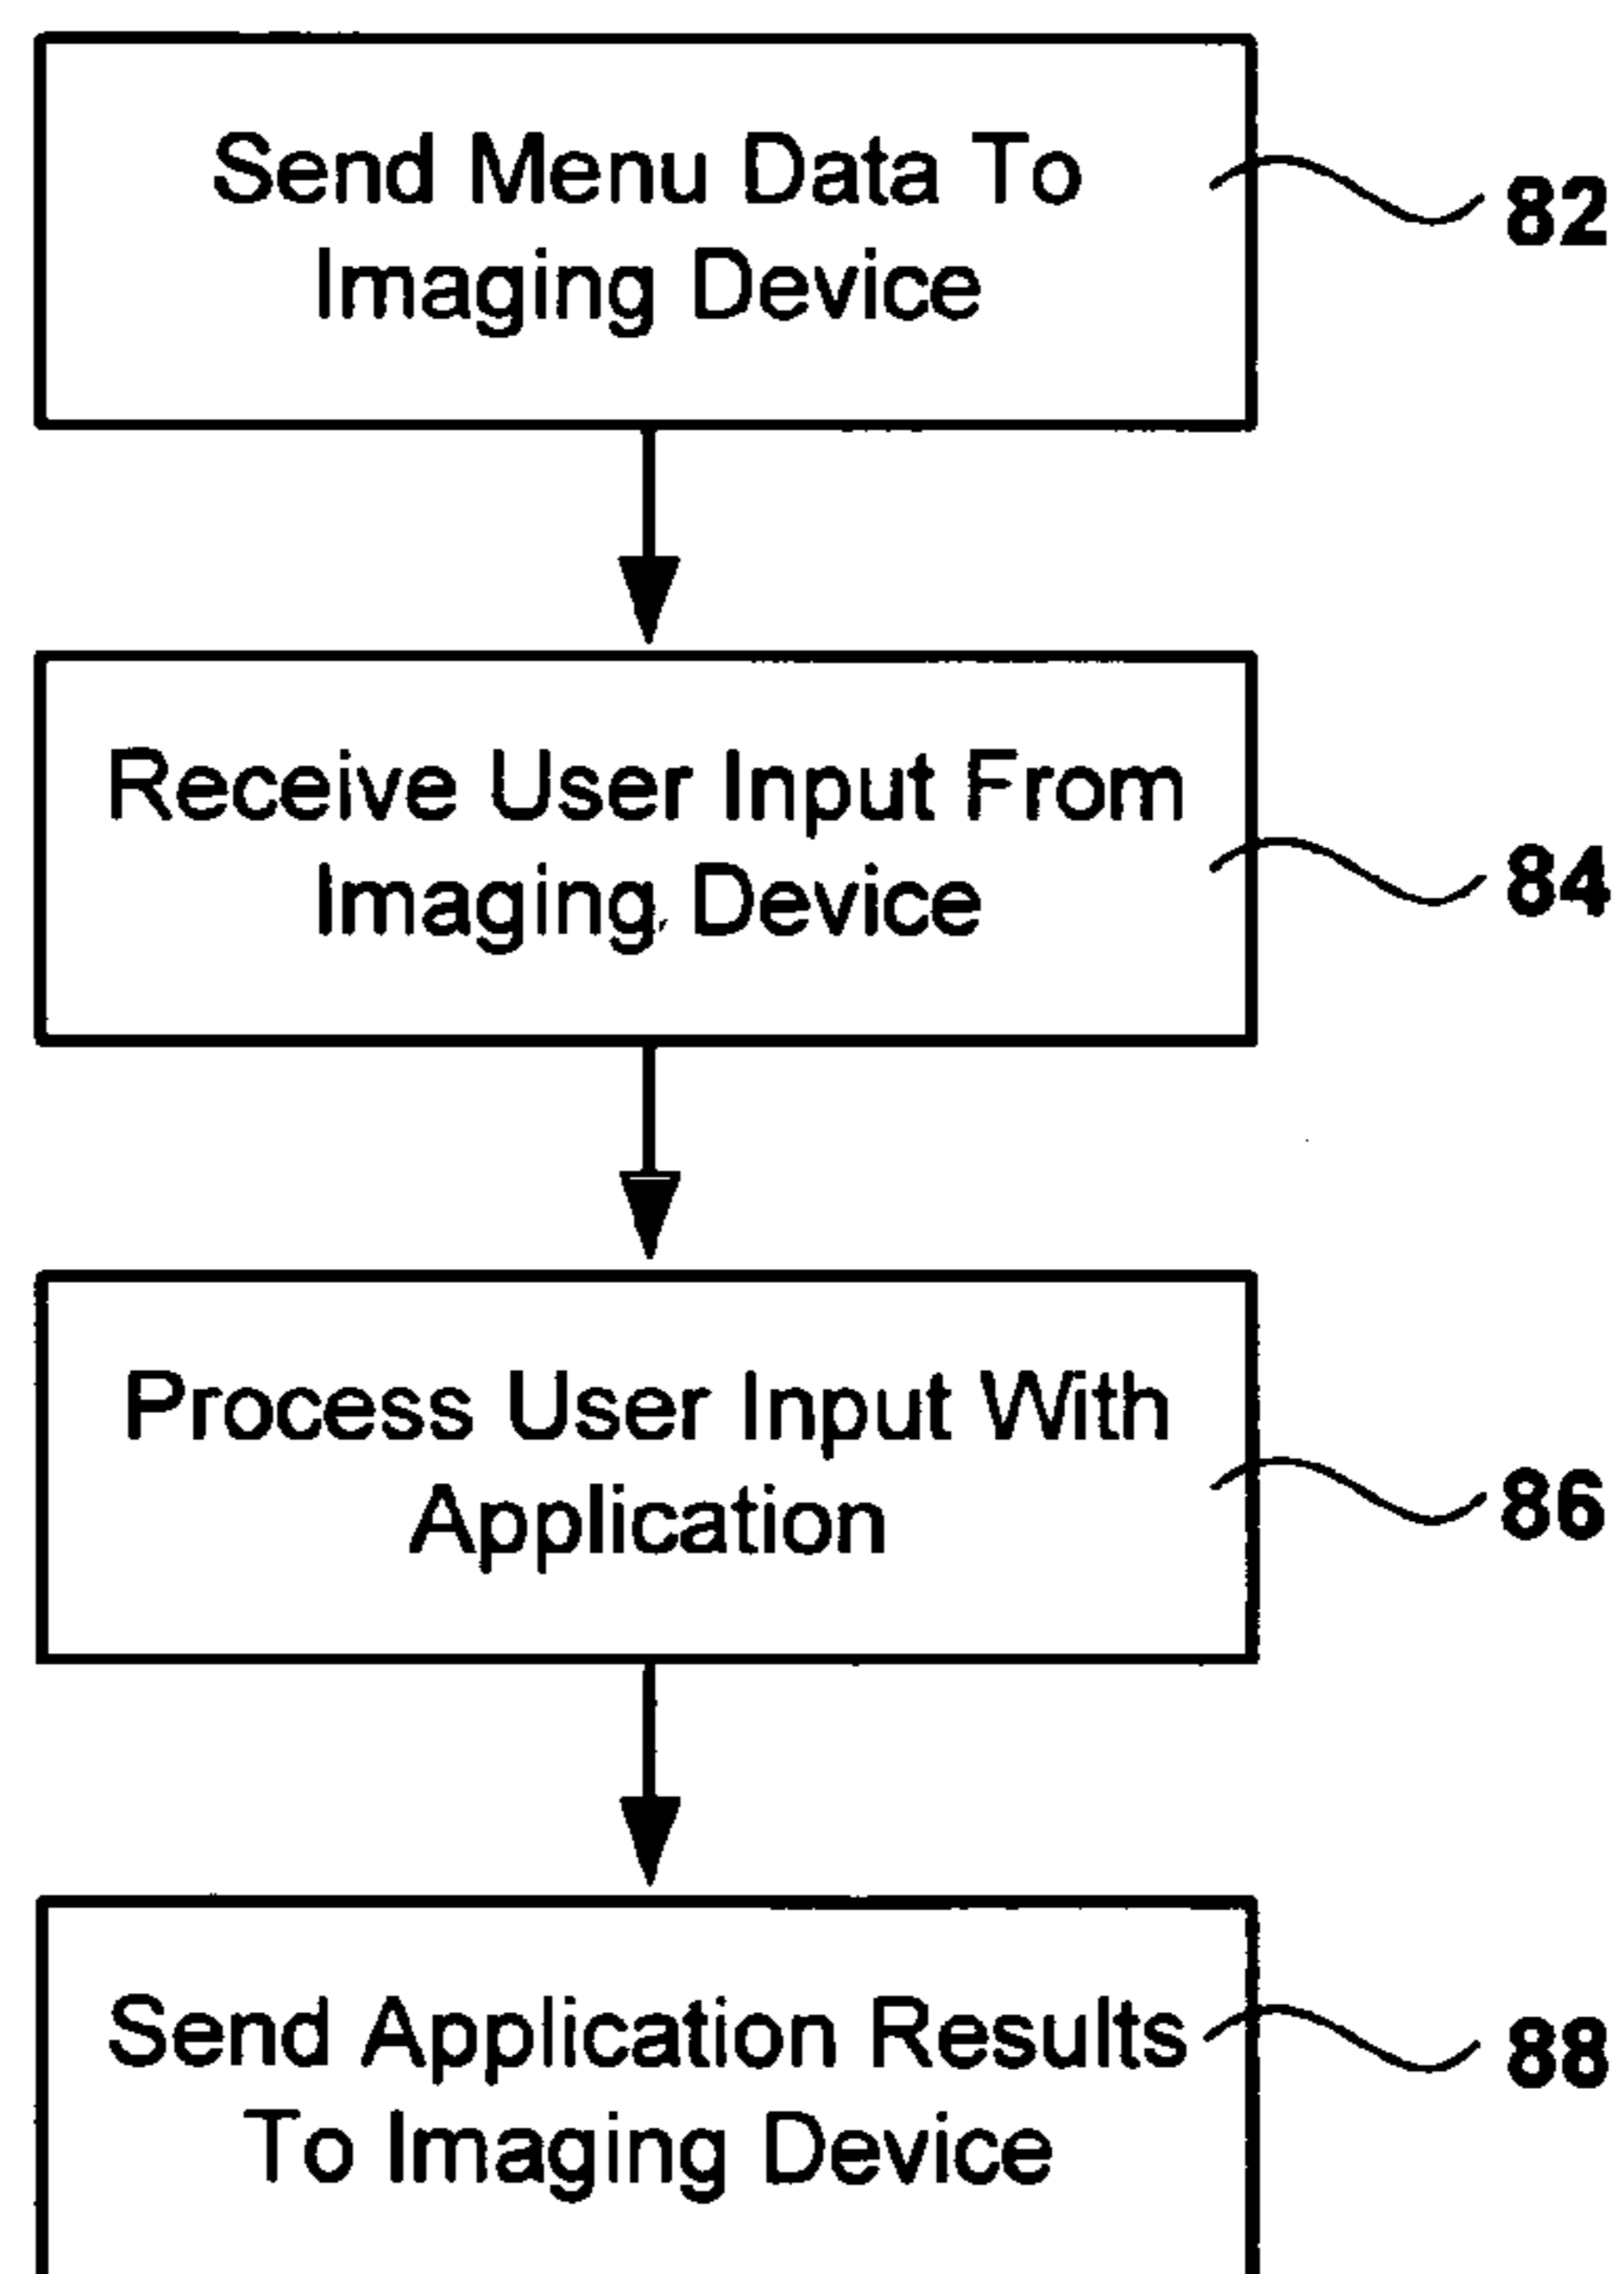 Send Menu Data To
Imaging Device
82
Receive User Input From
Imaging Device
84
Process User Input With
Application
86
Send Application Results
To Imaging Device
88